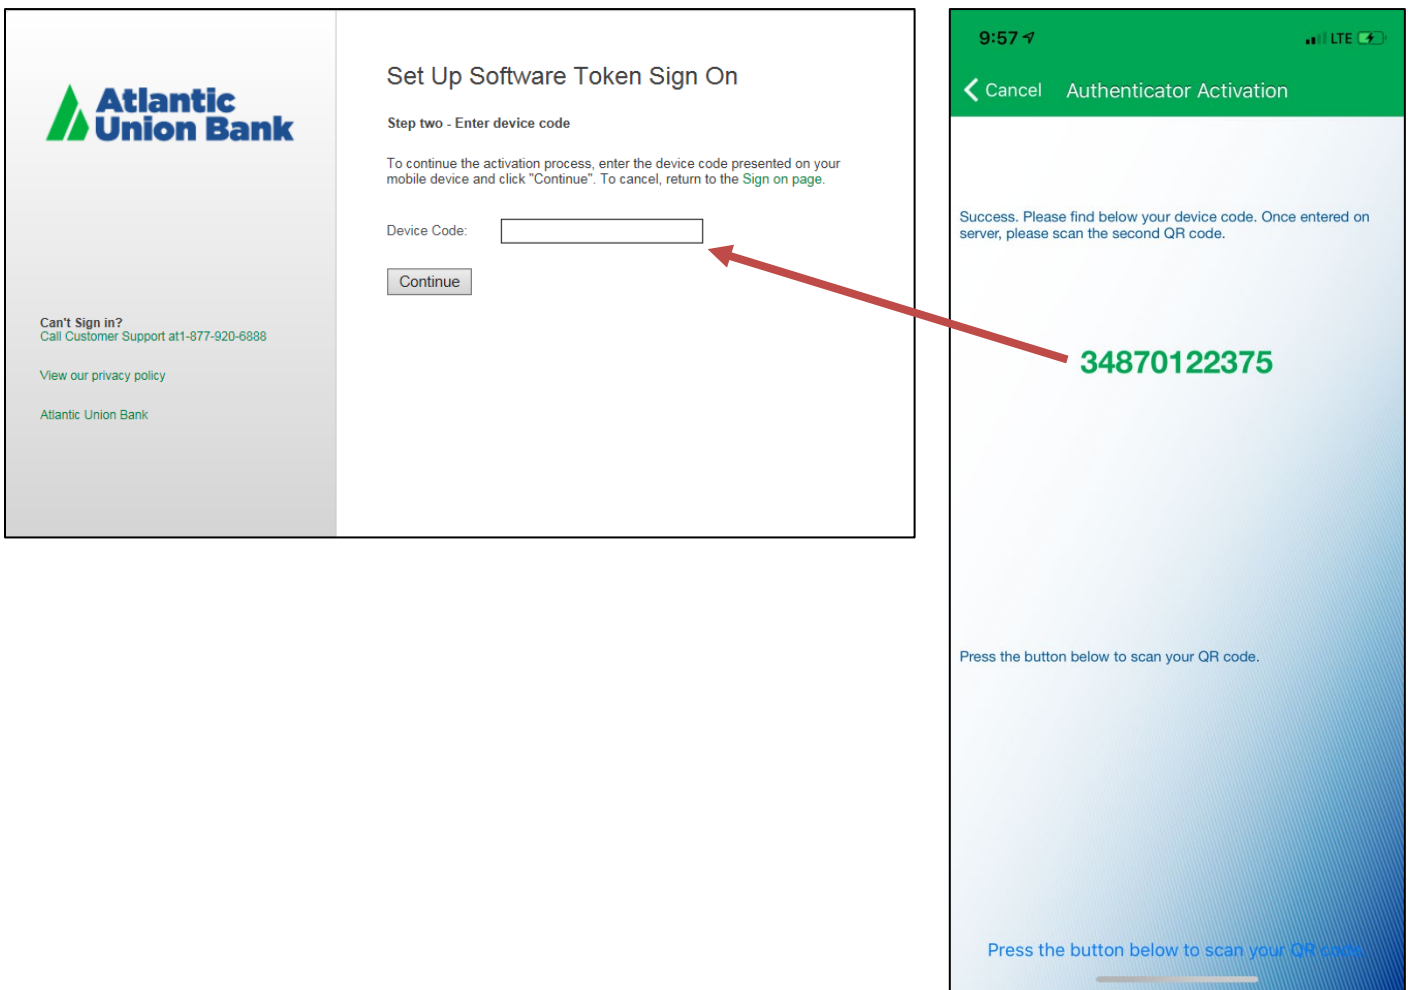 Atlantic
Union Bank
Set Up Software Token Sign On
Step two - Enter device code
To continue the activation process, enter the device code presented on your
mobile device and click "Continue". To cancel, return to the Sign on page.
Device Code:
Continue
Can't Sign in?
Call Customer Support at1-877-920-6888
View our privacy policy
Atlantic Union Bank
9:57
LTE
Cancel Authenticator Activation
Success. Please find below your device code. Once entered on
server, please scan the second QR code.
34870122375
Press the button below to scan your QR code.
Press the button below to scan your QR code